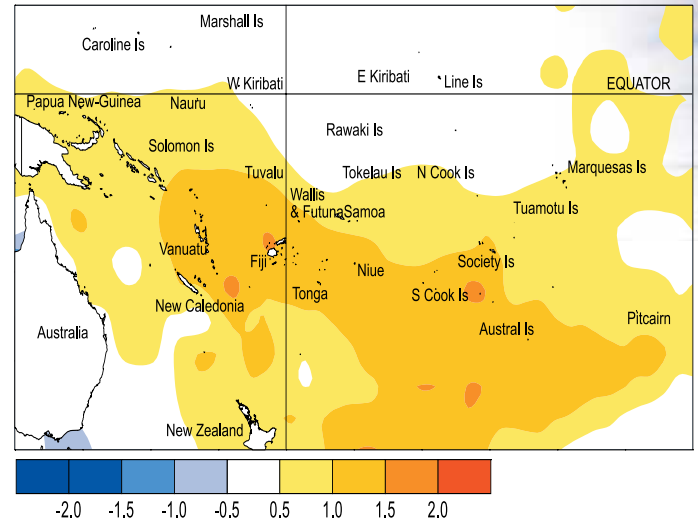 Marshall Is
Caroline Is
W Kiribati
E Kiribati
Line Is
EQUATOR
Papua New-Guinea
Nauru
Rawaki Is
Solomon Is
Tuvalu
Tokelau Is
N Cook Is
Marquesas Is
Wallis
& Futuna
Samoa
Tuamotu Is
Vanuatu
Fiji
Niue
Society Is
New Caledonia
Tonga
S Cook Is
Pitcairn
Australia
Austral Is
New Zealand
-2.0 -1.5 -1.0 -0.5 0.5 1.0 1.5 2.0